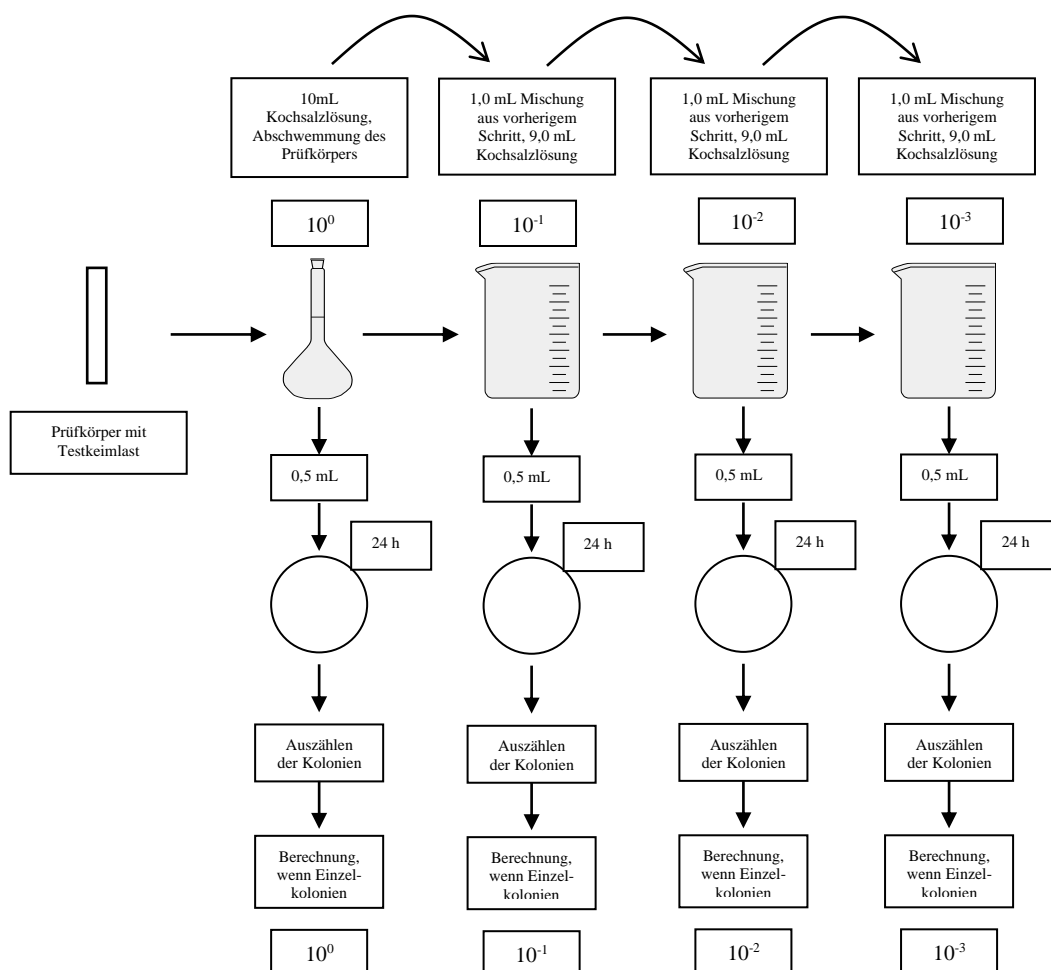 10mL
Kochsalzlösung,
Abschwemmung des
Prüfkörpers
1,0 mL Mischung
aus vorherigem
Schritt, 9,0 mL
Kochsalzlösung
1,0 mL Mischung
aus vorherigem
Schritt, 9,0 mL
Kochsalzlösung
1,0 mL Mischung
aus vorherigem
Schritt, 9,0 mL
Kochsalzlösung
10⁰
10⁻¹
10⁻²
10⁻³
Prüfkörper mit
Testkeimlast
0,5 mL
0,5 mL
0,5 mL
0,5 mL
24 h
24 h
24 h
24 h
Auszählen
der Kolonien
Auszählen
der Kolonien
Auszählen
der Kolonien
Auszählen
der Kolonien
Berechnung,
wenn Einzel-
kolonien
Berechnung,
wenn Einzel-
kolonien
Berechnung,
wenn Einzel-
kolonien
Berechnung,
wenn Einzel-
kolonien
10⁰
10⁻¹
10⁻²
10⁻³